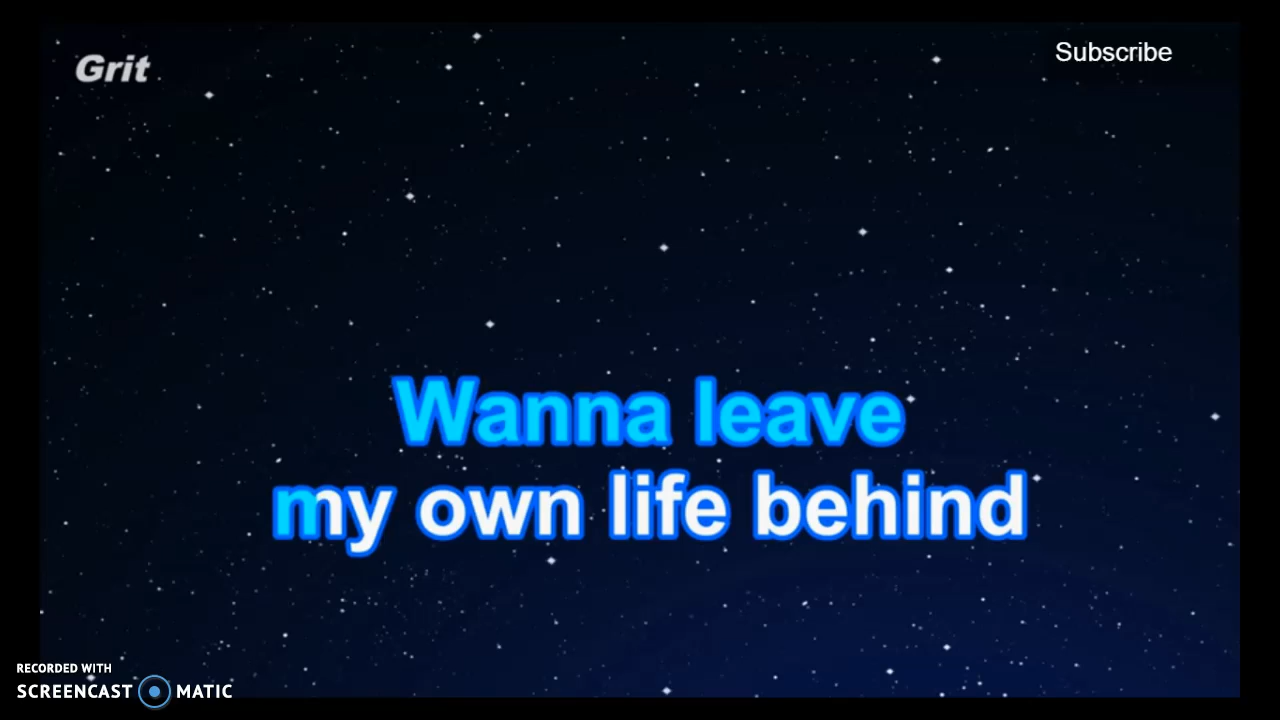 Grit
Subscribe
Wanna leave
my own life behind
RECORDED WITH
SCREENCAST MATIC